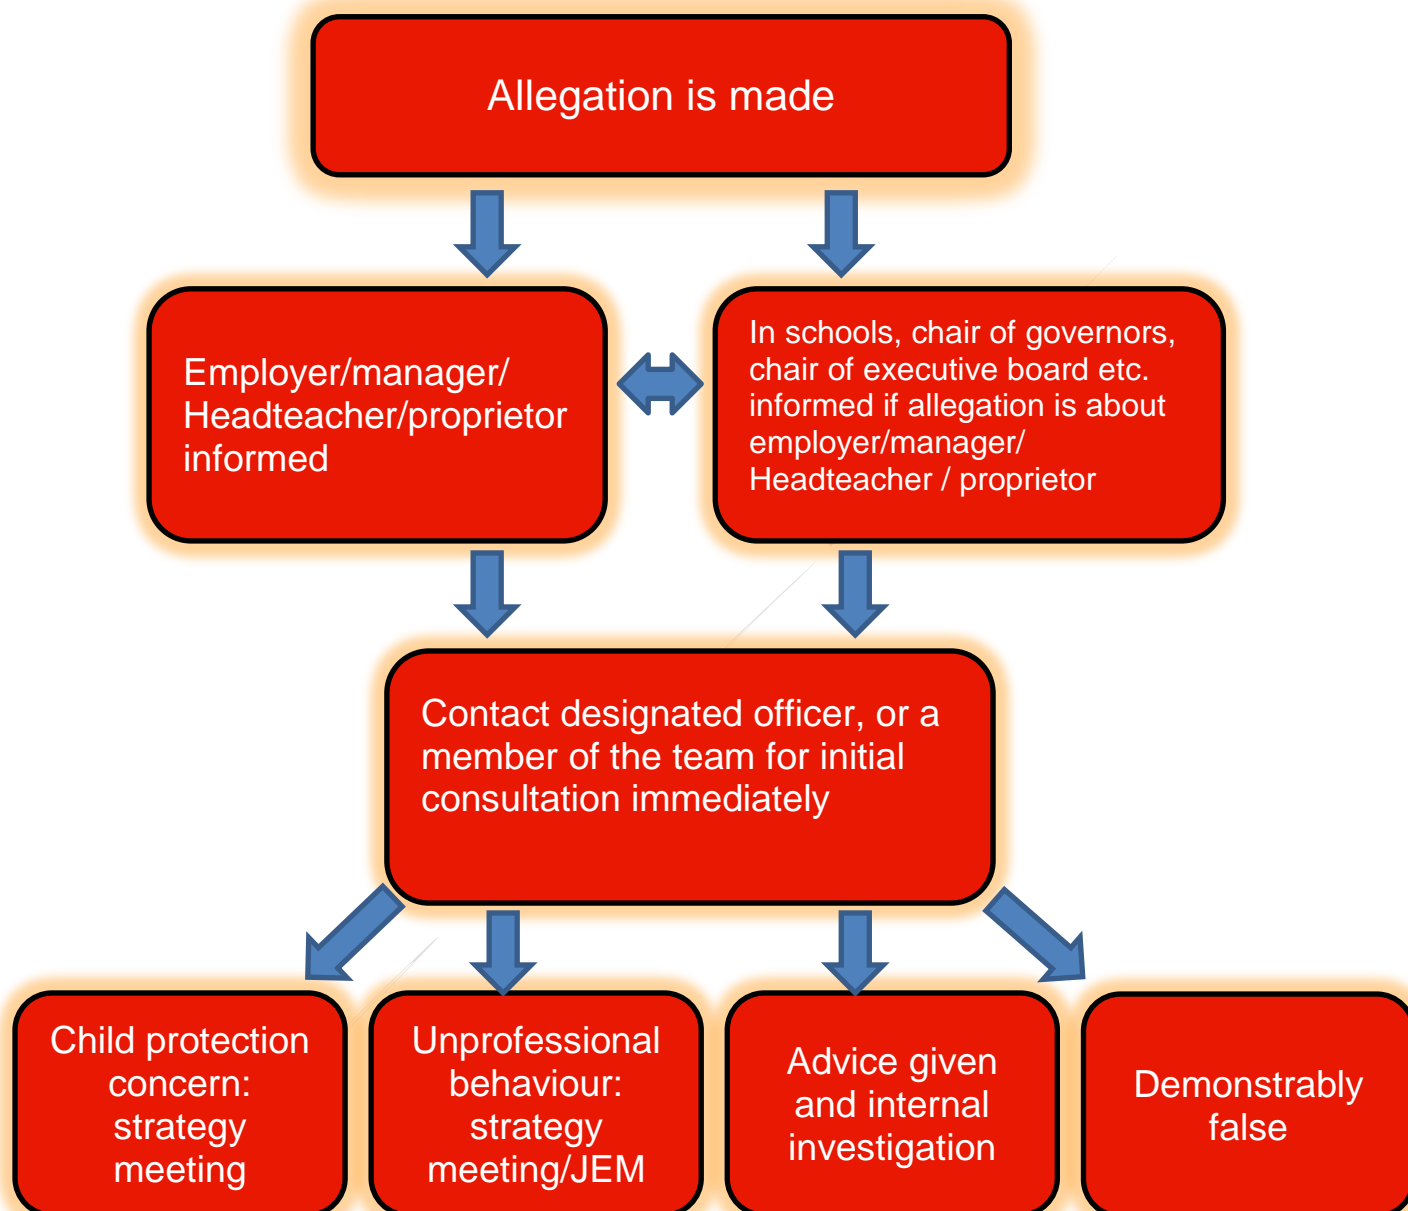 Allegation is made
Employer/manager/
Headteacher/proprietor
informed
In schools, chair of governors,
chair of executive board etc.
informed if allegation is about
employer/manager/
Headteacher / proprietor
Contact designated officer, or a
member of the team for initial
consultation immediately
Child protection
concern:
strategy
meeting
Unprofessional
behaviour:
strategy
meeting/JEM
Advice given
and internal
investigation
Demonstrably
false